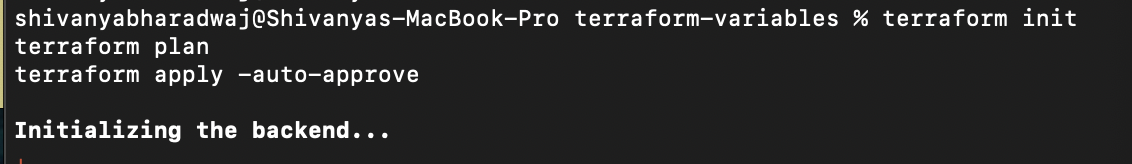 shivanyabharadwaj@Shivanyas-MacBook-Pro terraform-variables % terraform init
terraform plan
terraform apply -auto-approve
Initializing the backend...